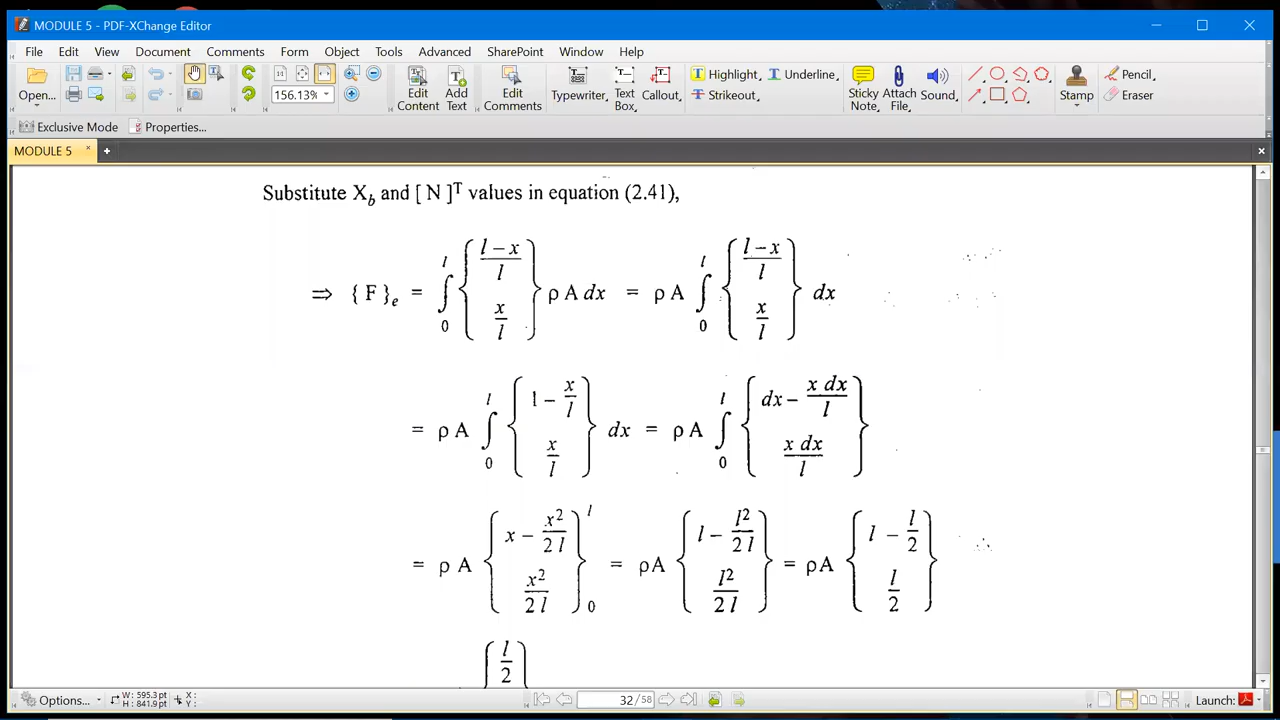 MODULE 5 - PDF-XChange Editor
File Edit View Document Comments Form Object Tools Advanced SharePoint Window Help
Open... 156.13% Edit Content Add Text Edit Comments Typewriter Text Box Callout Highlight Underline Strikeout Sticky Note Attach File Sound Stamp Pencil Eraser
Exclusive Mode Properties...
MODULE 5
Substitute X_b and [ N ]^T values in equation (2.41),
⇒ { F }_e = ∫_0^l { (l – x)/l ; x/l } ρ A dx = ρ A ∫_0^l { (l – x)/l ; x/l } dx
= ρ A ∫_0^l { 1 – x/l ; x/l } dx = ρ A ∫_0^l { dx – x dx/l ; x dx/l }
= ρ A { x – x²/2l ; x²/2l }_0^l = ρA { l – l²/2l ; l²/2l } = ρA { l – l/2 ; l/2 }
l/2
Options... W: 595.3 pt H: 841.9 pt X: Y: 32 / 58 Launch: